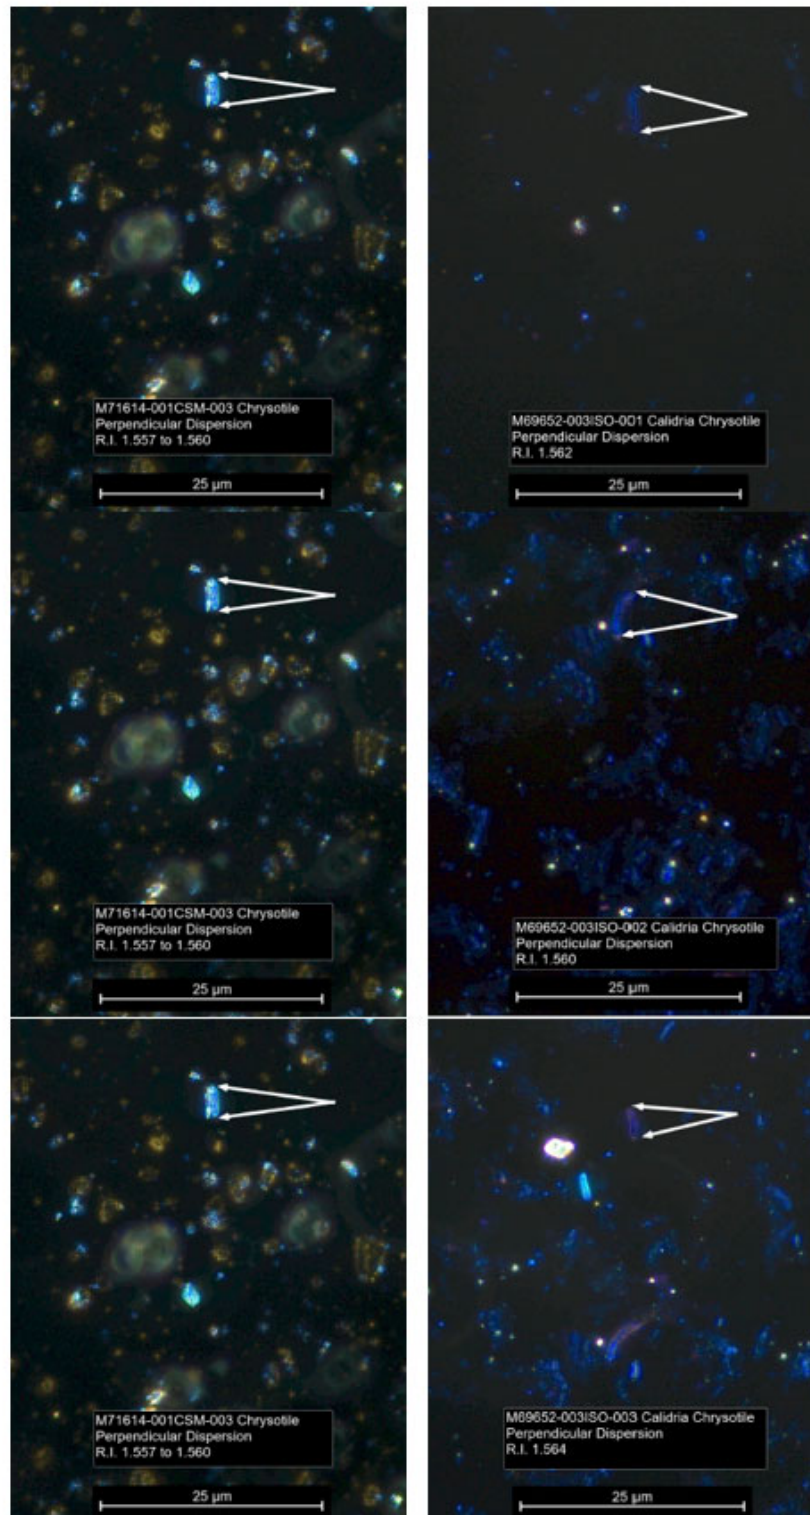 M71614-001CSM-003 Chrysotile
Perpendicular Dispersion
R.I. 1.557 to 1.560
25 µm
M69652-003ISO-001 Calidria Chrysotile
Perpendicular Dispersion
R.I. 1.562
25 µm
M71614-001CSM-003 Chrysotile
Perpendicular Dispersion
R.I. 1.557 to 1.560
25 µm
M69652-003ISO-002 Calidria Chrysotile
Perpendicular Dispersion
R.I. 1.560
25 µm
M71614-001CSM-003 Chrysotile
Perpendicular Dispersion
R.I. 1.557 to 1.560
25 µm
M69652-003ISO-003 Calidria Chrysotile
Perpendicular Dispersion
R.I. 1.564
25 µm